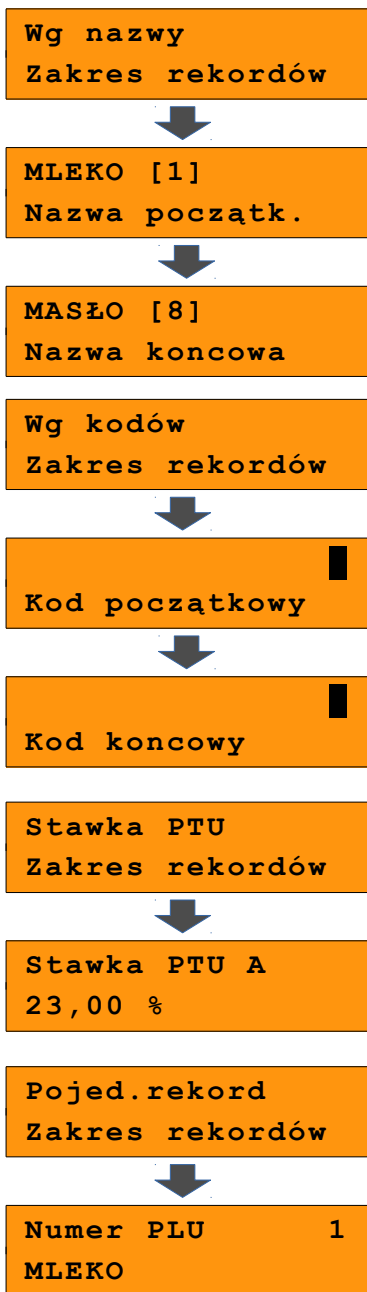 Wg nazwy
Zakres rekordów
MLEKO [1]
Nazwa początk.
MASŁO [8]
Nazwa koncowa
Wg kodów
Zakres rekordów
Kod początkowy
Kod koncowy
Stawka PTU
Zakres rekordów
Stawka PTU A
23,00 %
Pojed.rekord
Zakres rekordów
Numer PLU 1
MLEKO